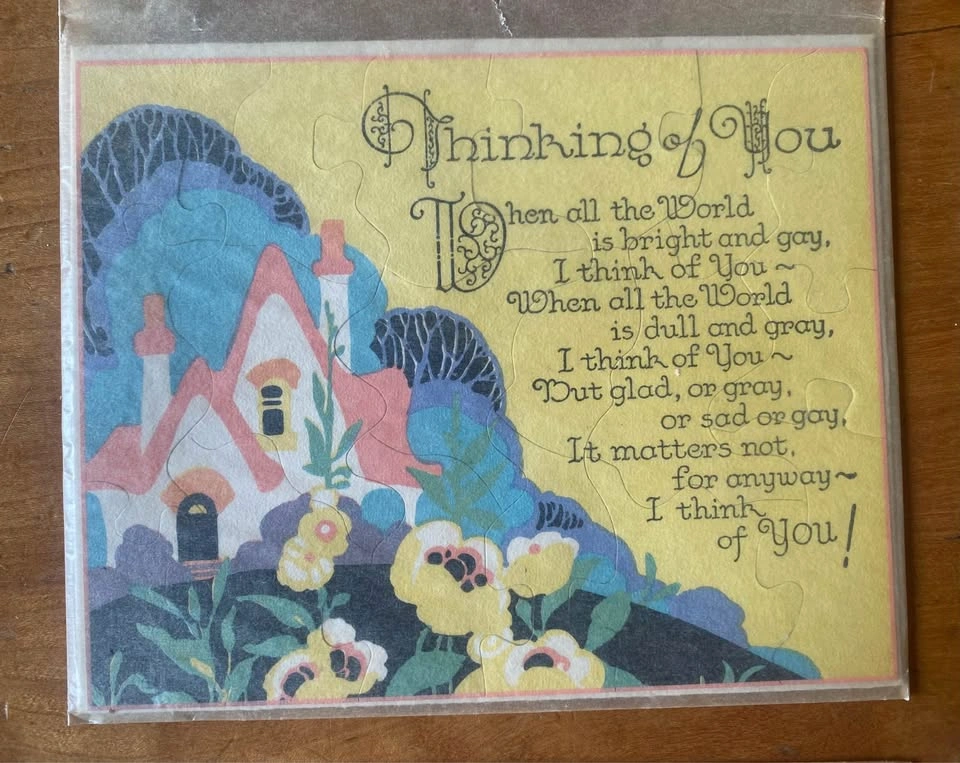 Thinking of You
When all the World
is bright and gay,
I think of You ~
When all the World
is dull and gray,
I think of You ~
But glad, or gray,
or sad or gay,
It matters not,
for anyway ~
I think
of You!